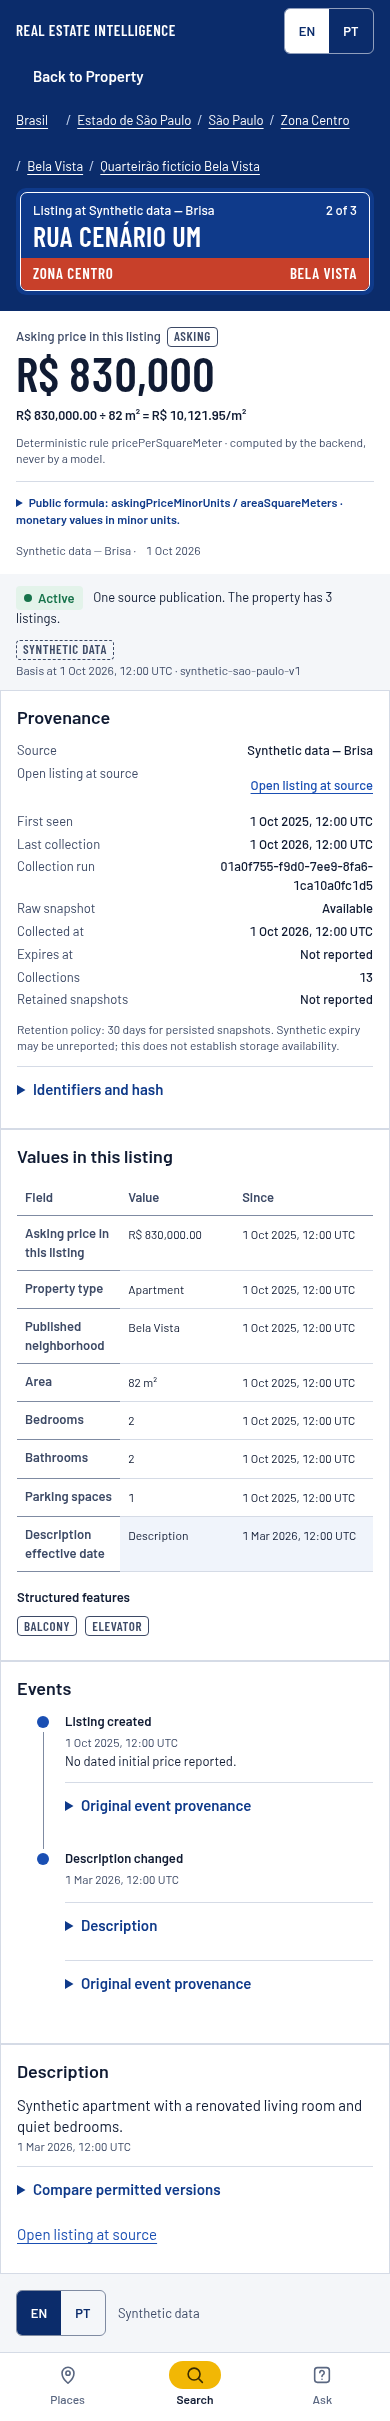 REAL ESTATE INTELLIGENCE
EN PT
Back to Property
Brasil / Estado de São Paulo / São Paulo / Zona Centro
/ Bela Vista / Quarteirão fictício Bela Vista
Listing at Synthetic data — Brisa 2 of 3
RUA CENÁRIO UM
ZONA CENTRO BELA VISTA
Asking price in this listing ASKING
R$ 830,000
R$ 830,000.00 ÷ 82 m² = R$ 10,121.95/m²
Deterministic rule pricePerSquareMeter · computed by the backend,
never by a model.
Public formula: askingPriceMinorUnits / areaSquareMeters ·
monetary values in minor units.
Synthetic data — Brisa · 1 Oct 2026
Active One source publication. The property has 3
listings.
SYNTHETIC DATA
Basis at 1 Oct 2026, 12:00 UTC · synthetic-sao-paulo-v1
Provenance
Source Synthetic data — Brisa
Open listing at source Open listing at source
First seen 1 Oct 2025, 12:00 UTC
Last collection 1 Oct 2026, 12:00 UTC
Collection run 01a0f755-f9d0-7ee9-8fa6-
1ca10a0fc1d5
Raw snapshot Available
Collected at 1 Oct 2026, 12:00 UTC
Expires at Not reported
Collections 13
Retained snapshots Not reported
Retention policy: 30 days for persisted snapshots. Synthetic expiry
may be unreported; this does not establish storage availability.
Identifiers and hash
Values in this listing
Field Value Since
Asking price in
this listing R$ 830,000.00 1 Oct 2025, 12:00 UTC
Property type Apartment 1 Oct 2025, 12:00 UTC
Published
neighborhood Bela Vista 1 Oct 2025, 12:00 UTC
Area 82 m² 1 Oct 2025, 12:00 UTC
Bedrooms 2 1 Oct 2025, 12:00 UTC
Bathrooms 2 1 Oct 2025, 12:00 UTC
Parking spaces 1 1 Oct 2025, 12:00 UTC
Description
effective date Description 1 Mar 2026, 12:00 UTC
Structured features
BALCONY ELEVATOR
Events
Listing created
1 Oct 2025, 12:00 UTC
No dated initial price reported.
Original event provenance
Description changed
1 Mar 2026, 12:00 UTC
Description
Original event provenance
Description
Synthetic apartment with a renovated living room and
quiet bedrooms.
1 Mar 2026, 12:00 UTC
Compare permitted versions
Open listing at source
EN PT Synthetic data
Places Search Ask